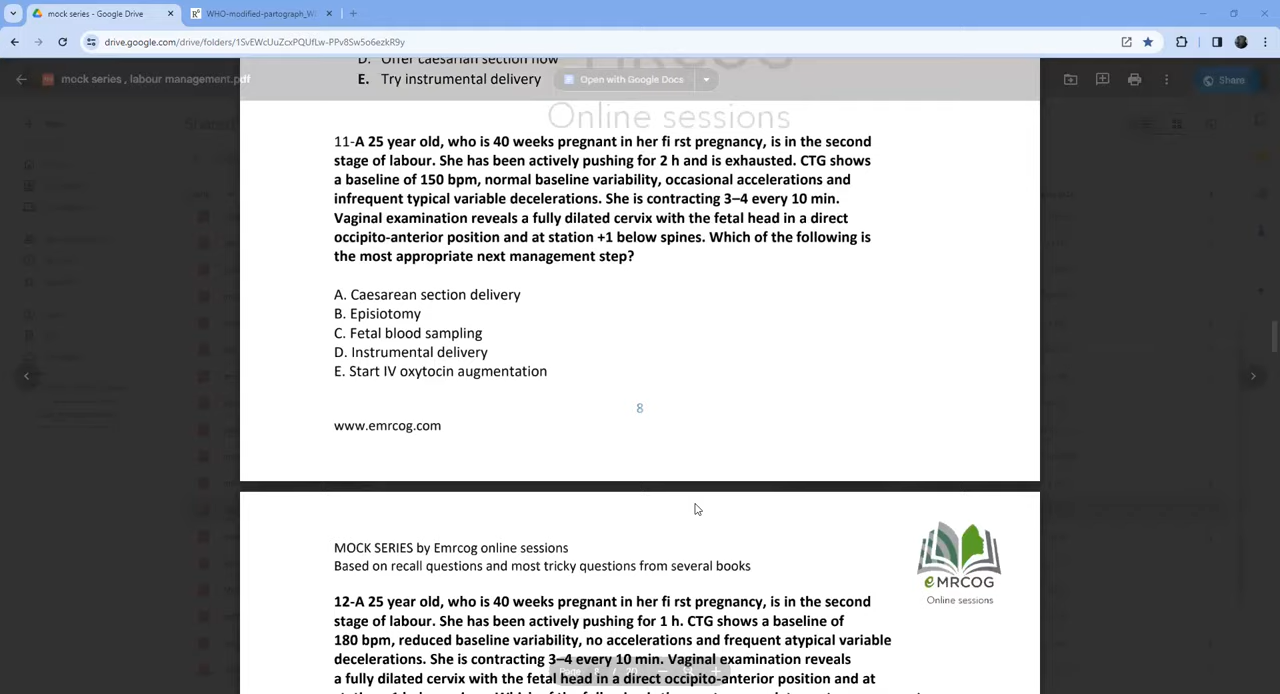 mock series - Google Drive
WHO-modified-partograph_W
drive.google.com/drive/folders/1SvEWcUuZcxPQUfLw-PPv8Sw5o6ezkR9y
D. Offer caesarian section now
mock series , labour management.pdf
E. Try instrumental delivery
Open with Google Docs
Share
Online sessions
11-A 25 year old, who is 40 weeks pregnant in her fi rst pregnancy, is in the second
stage of labour. She has been actively pushing for 2 h and is exhausted. CTG shows
a baseline of 150 bpm, normal baseline variability, occasional accelerations and
infrequent typical variable decelerations. She is contracting 3–4 every 10 min.
Vaginal examination reveals a fully dilated cervix with the fetal head in a direct
occipito-anterior position and at station +1 below spines. Which of the following is
the most appropriate next management step?
A. Caesarean section delivery
B. Episiotomy
C. Fetal blood sampling
D. Instrumental delivery
E. Start IV oxytocin augmentation
8
www.emrcog.com
MOCK SERIES by Emrcog online sessions
Based on recall questions and most tricky questions from several books
eMRCOG
Online sessions
12-A 25 year old, who is 40 weeks pregnant in her fi rst pregnancy, is in the second
stage of labour. She has been actively pushing for 1 h. CTG shows a baseline of
180 bpm, reduced baseline variability, no accelerations and frequent atypical variable
decelerations. She is contracting 3–4 every 10 min. Vaginal examination reveals
a fully dilated cervix with the fetal head in a direct occipito-anterior position and at